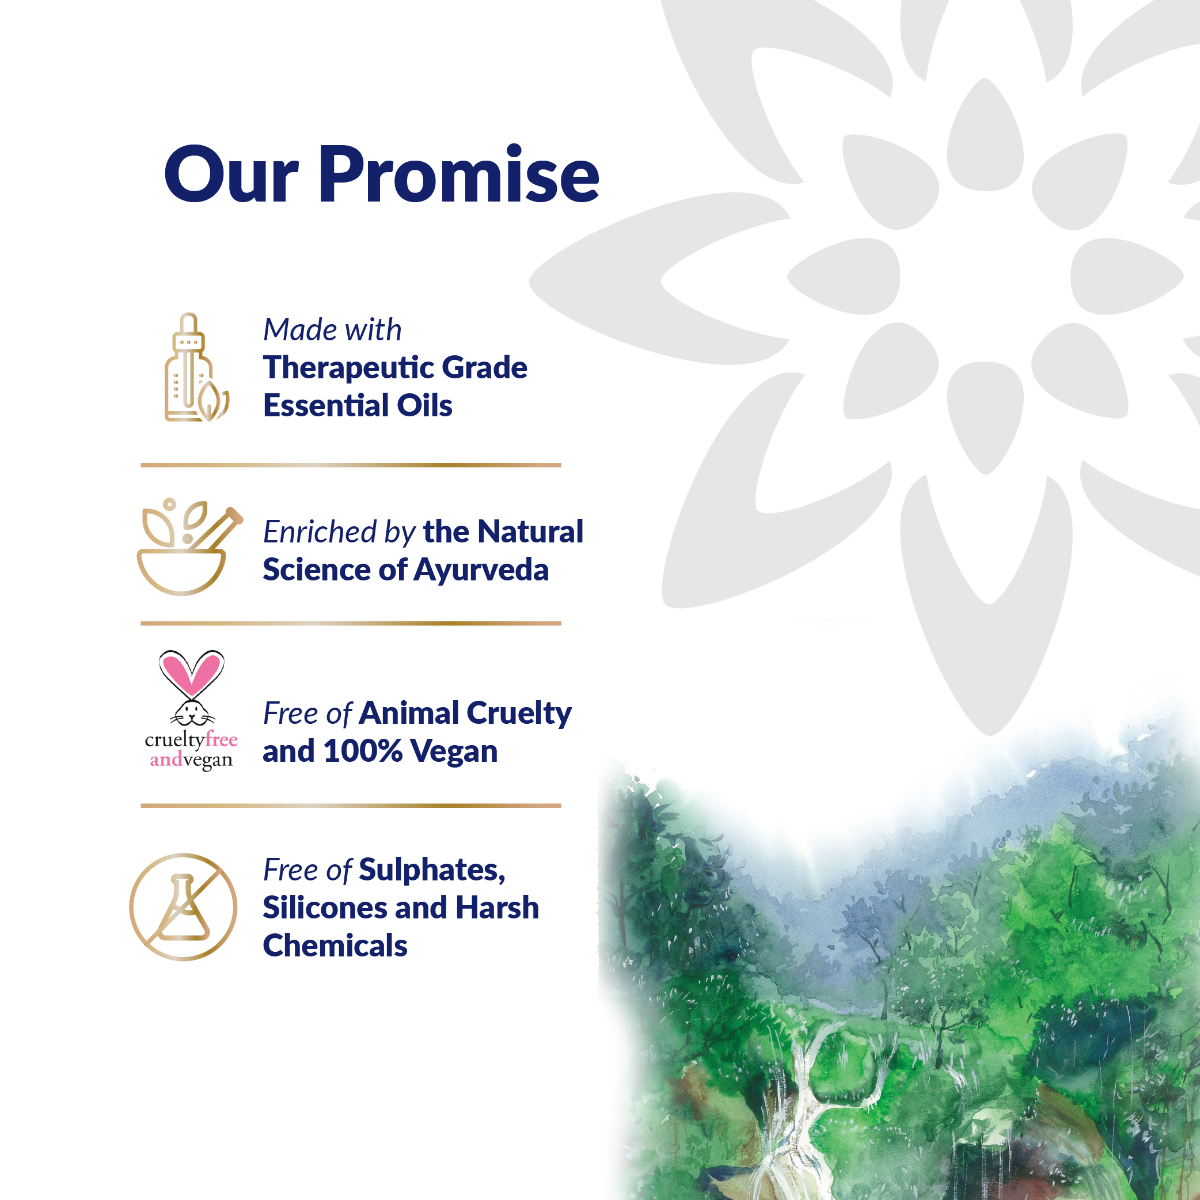 Our Promise
Made with
Therapeutic Grade
Essential Oils
Enriched by the Natural
Science of Ayurveda
crueltyfree
andvegan
Free of Animal Cruelty
and 100% Vegan
Free of Sulphates,
Silicones and Harsh
Chemicals